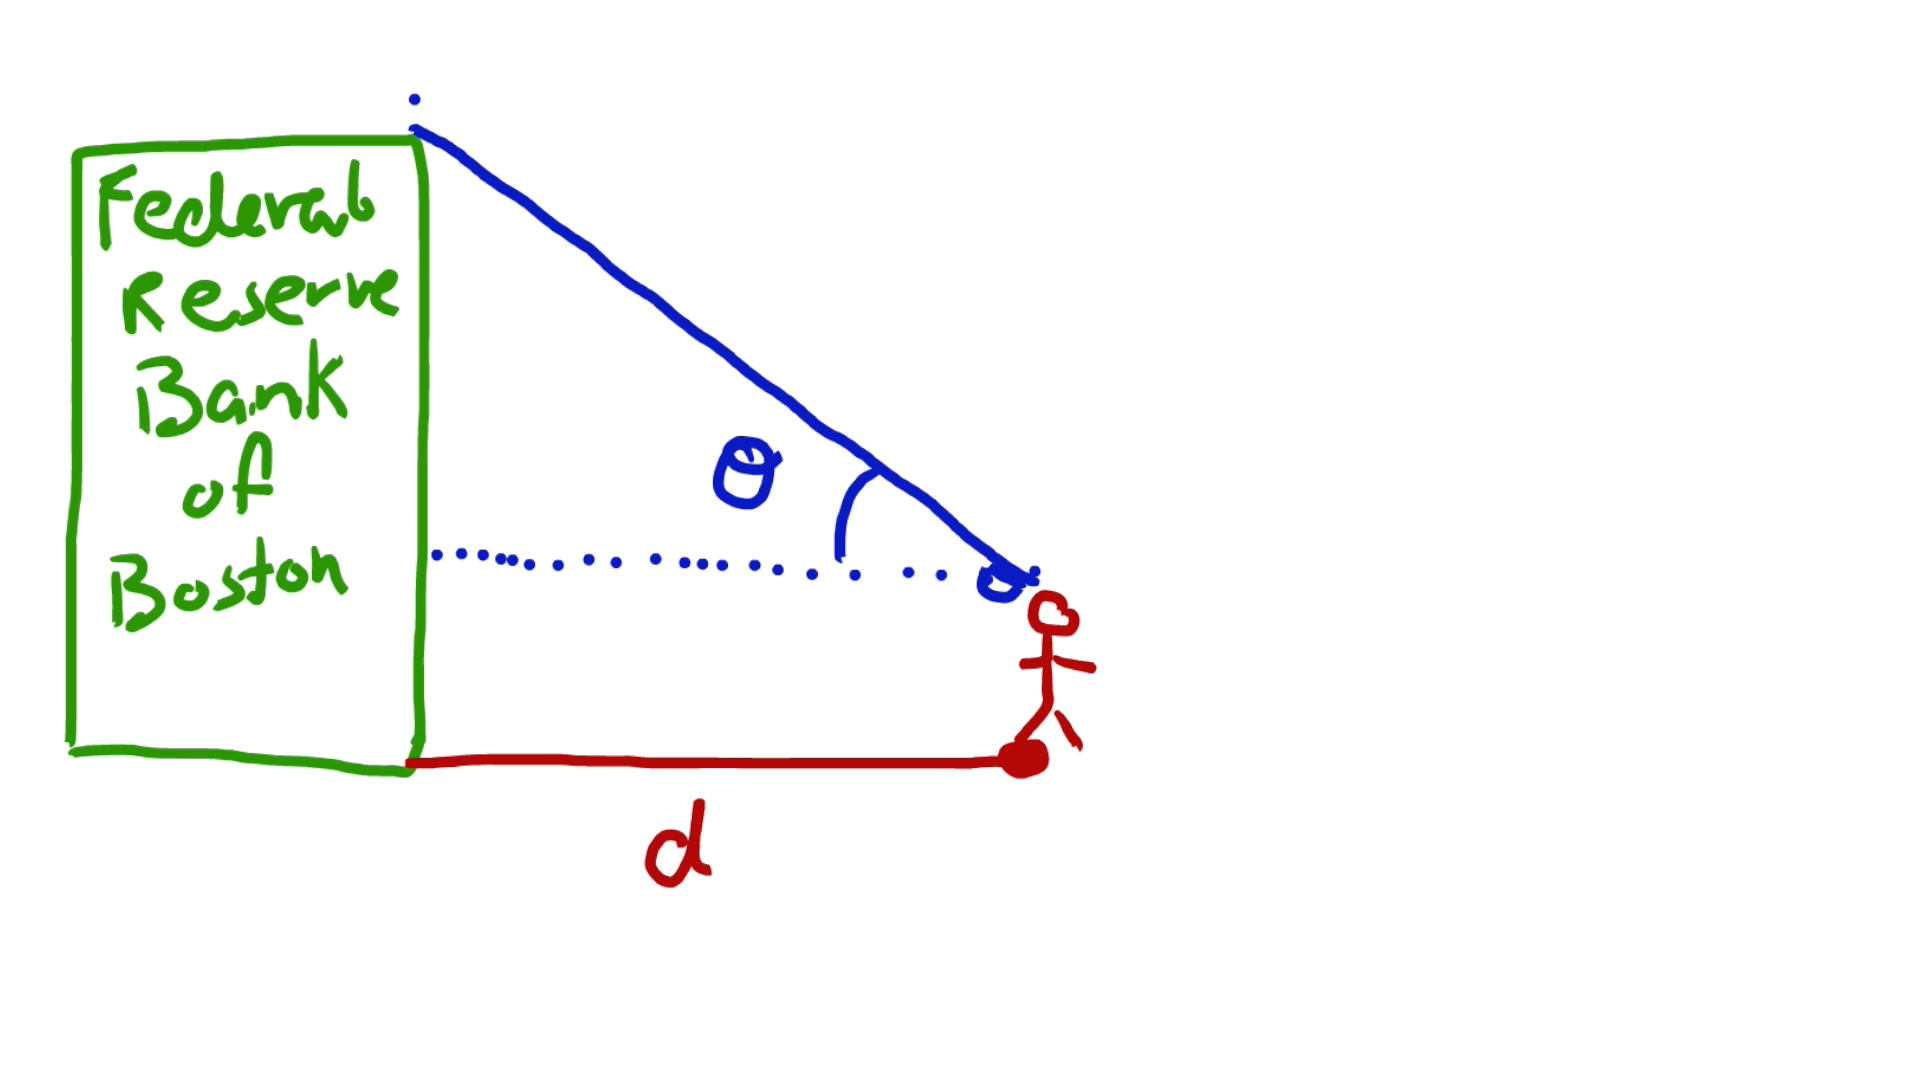 Federal
Reserve
Bank
of
Boston
θ
d